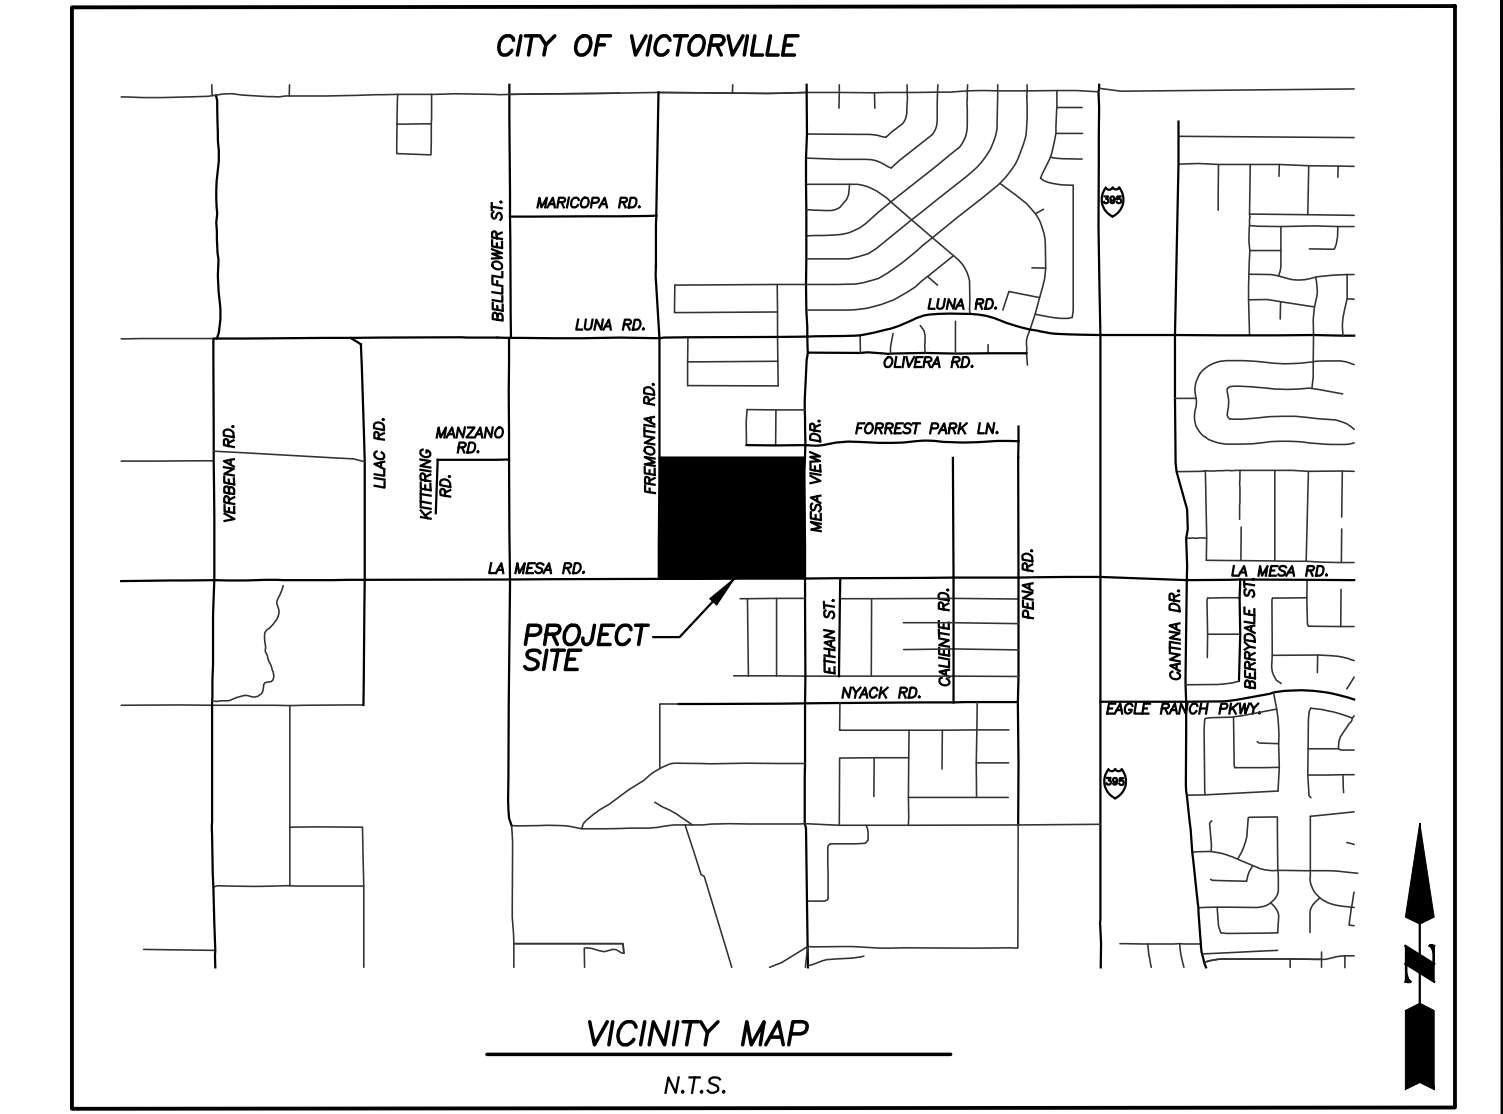 CITY OF VICTORVILLE
MARICOPA RD.
BELLFLOWER ST.
395
LUNA RD.
LUNA RD.
OLIVERA RD.
FREMONTIA RD.
MESA VIEW DR.
FORREST PARK LN.
VERBENA RD.
LILAC RD.
MANZANO
RD.
KITTERING
RD.
LA MESA RD.
LA MESA RD.
PENA RD.
PROJECT
SITE
ETHAN ST.
CALIENTE RD.
CANTINA DR.
BERRYDALE ST.
NYACK RD.
EAGLE RANCH PKWY.
395
N
VICINITY MAP
N.T.S.